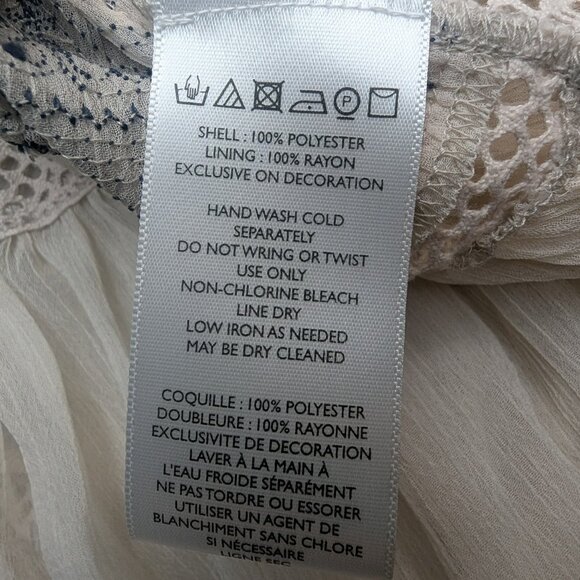 P
SHELL : 100% POLYESTER
LINING : 100% RAYON
EXCLUSIVE ON DECORATION
HAND WASH COLD
SEPARATELY
DO NOT WRING OR TWIST
USE ONLY
NON-CHLORINE BLEACH
LINE DRY
LOW IRON AS NEEDED
MAY BE DRY CLEANED
COQUILLE : 100% POLYESTER
DOUBLEURE : 100% RAYONNE
EXCLUSIVITE DE DECORATION
LAVER À LA MAIN À
L'EAU FROIDE SÉPARÉMENT
NE PAS TORDRE OU ESSORER
UTILISER UN AGENT DE
BLANCHIMENT SANS CHLORE
SI NÉCESSAIRE
LIGNE SEC